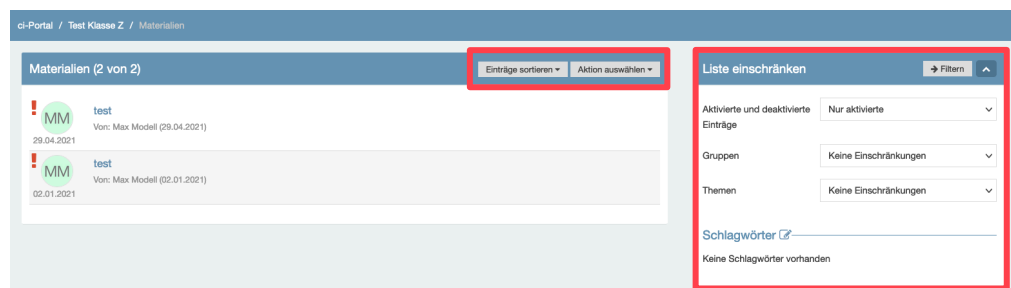 ci-Portal / Test Klasse Z / Materialien
Materialien (2 von 2)
Einträge sortieren
Aktion auswählen
MM
29.04.2021
test
Von: Max Modell (29.04.2021)
MM
02.01.2021
test
Von: Max Modell (02.01.2021)
Liste einschränken
Filtern
Aktivierte und deaktivierte
Einträge
Nur aktivierte
Gruppen
Keine Einschränkungen
Themen
Keine Einschränkungen
Schlagwörter
Keine Schlagwörter vorhanden